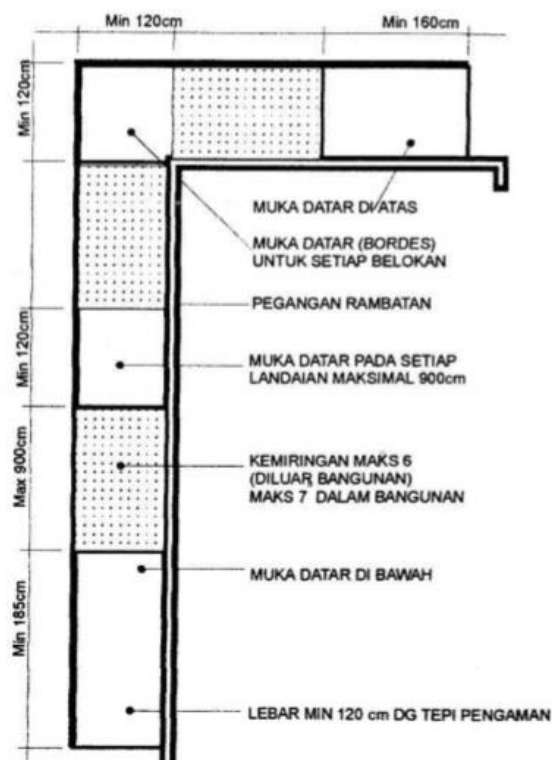 Min 120cm
Min 160cm
Min 120cm
MUKA DATAR DI ATAS
MUKA DATAR (BORDES)
UNTUK SETIAP BELOKAN
PEGANGAN RAMBATAN
Min 120cm
MUKA DATAR PADA SETIAP
LANDAIAN MAKSIMAL 900cm
Max 900cm
KEMIRINGAN MAKS 6
(DILUAR BANGUNAN)
MAKS 7 DALAM BANGUNAN
MUKA DATAR DI BAWAH
Min 185cm
LEBAR MIN 120 cm DG TEPI PENGAMAN